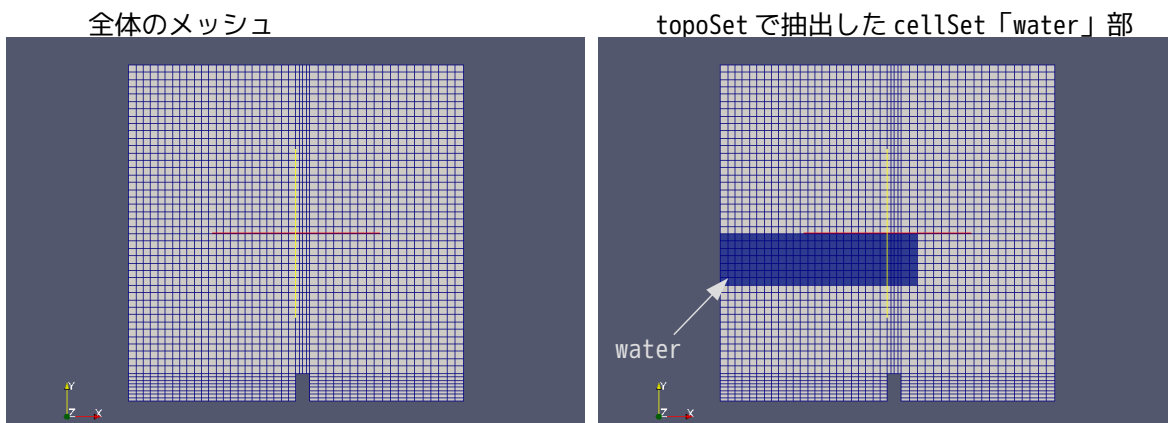 全体のメッシュ
topoSet で抽出した cellSet「water」部
water
Y
Z X
Y
Z X